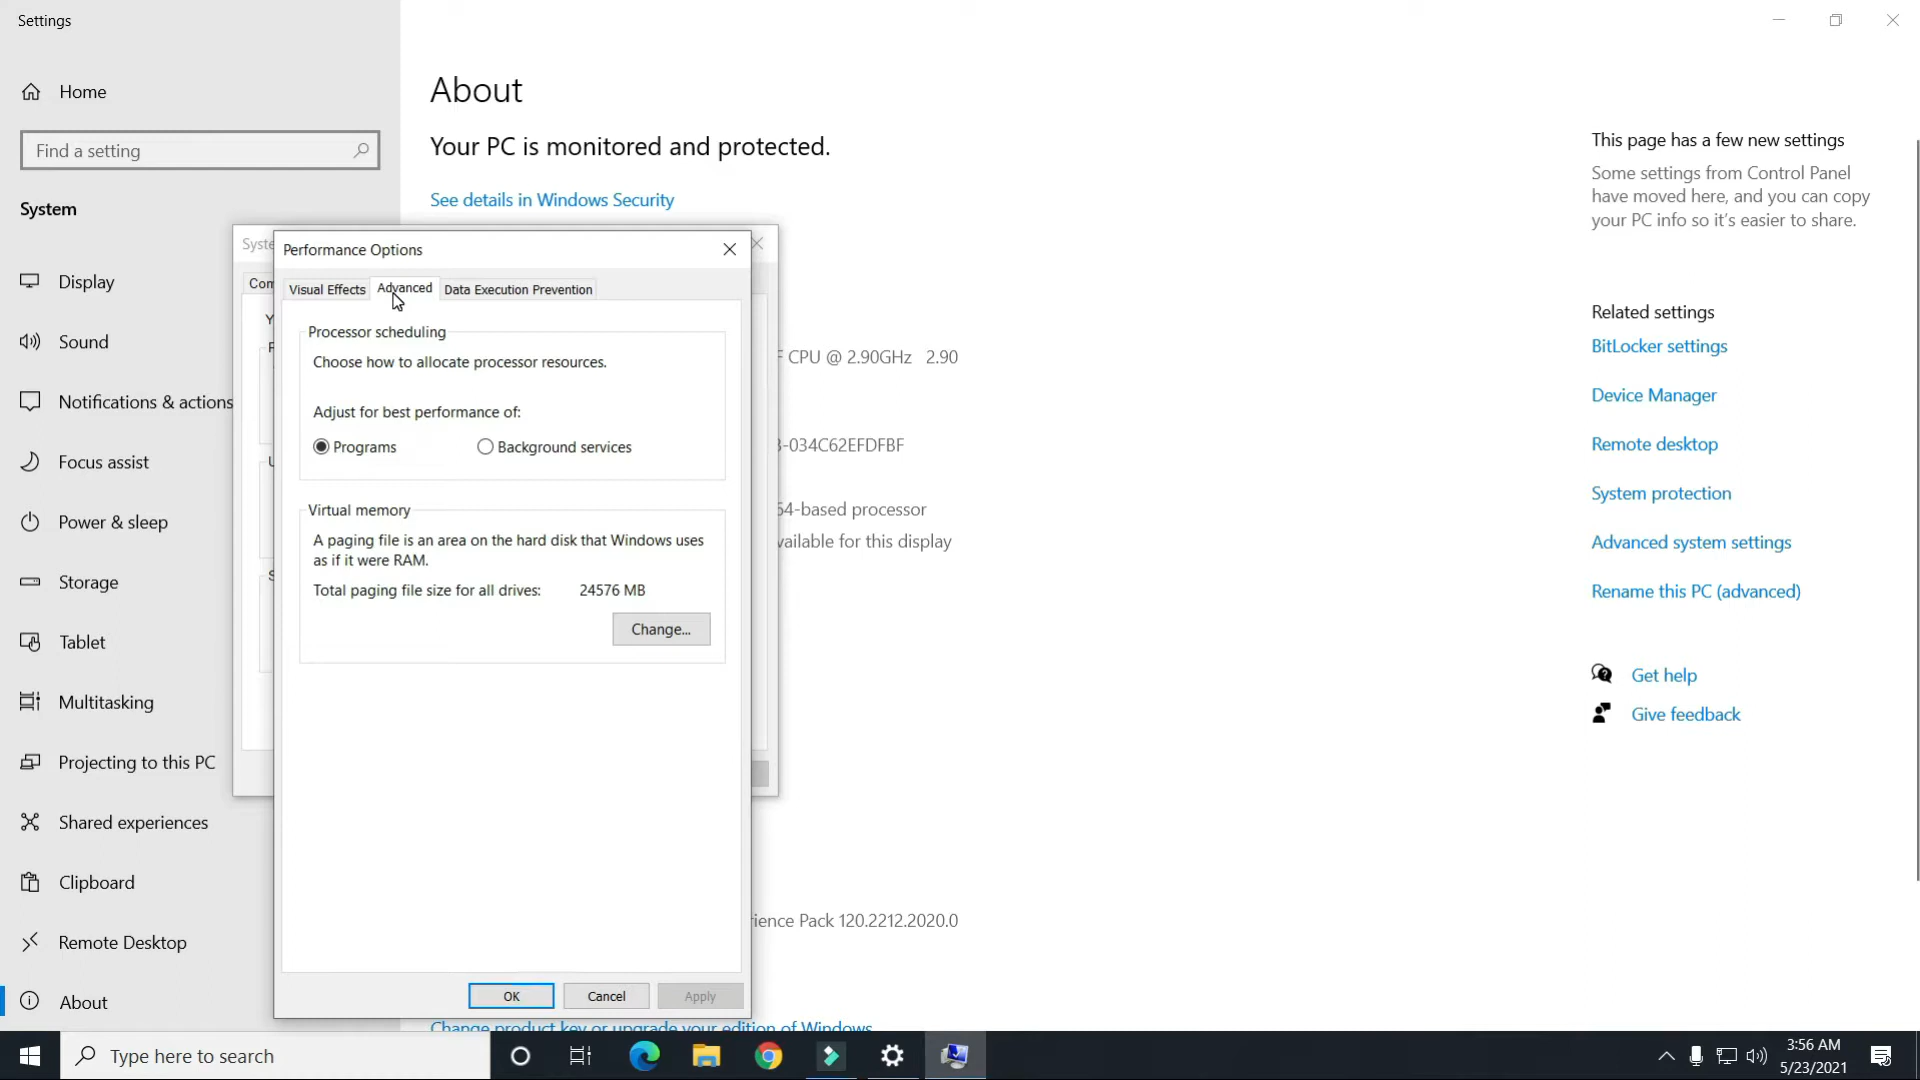 Settings
Home
Find a setting
System
Display
Sound
Notifications & actions
Focus assist
Power & sleep
Storage
Tablet
Multitasking
Projecting to this PC
Shared experiences
Clipboard
Remote Desktop
About
About
Your PC is monitored and protected.
See details in Windows Security
F CPU @ 2.90GHz 2.90
-034C62EFDFBF
64-based processor
vailable for this display
rience Pack 120.2212.2020.0
Change product key or upgrade your edition of Windows
Syste
Com
Performance Options
Visual Effects
Advanced
Data Execution Prevention
Processor scheduling
Choose how to allocate processor resources.
Adjust for best performance of:
Programs
Background services
Virtual memory
A paging file is an area on the hard disk that Windows uses
as if it were RAM.
Total paging file size for all drives: 24576 MB
Change...
OK
Cancel
Apply
This page has a few new settings
Some settings from Control Panel
have moved here, and you can copy
your PC info so it's easier to share.
Related settings
BitLocker settings
Device Manager
Remote desktop
System protection
Advanced system settings
Rename this PC (advanced)
Get help
Give feedback
Type here to search
3:56 AM
5/23/2021